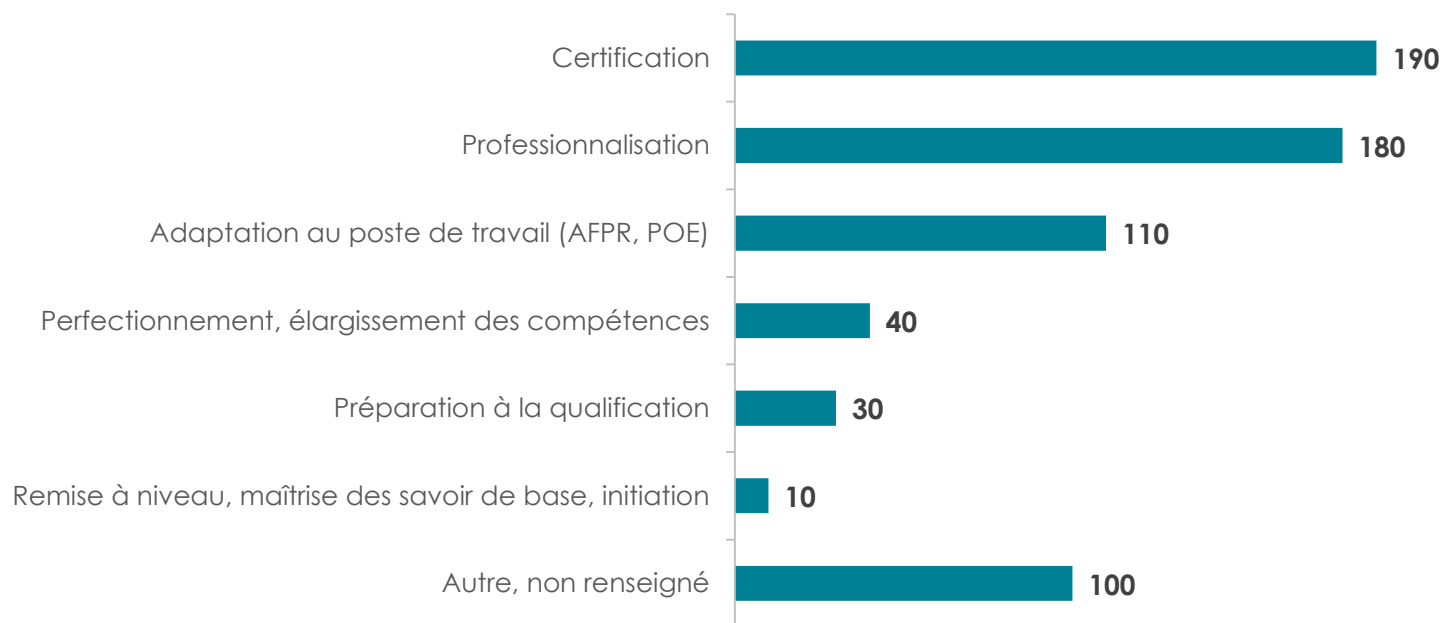 Certification 190
Professionnalisation 180
Adaptation au poste de travail (AFPR, POE) 110
Perfectionnement, élargissement des compétences 40
Préparation à la qualification 30
Remise à niveau, maîtrise des savoir de base, initiation 10
Autre, non renseigné 100